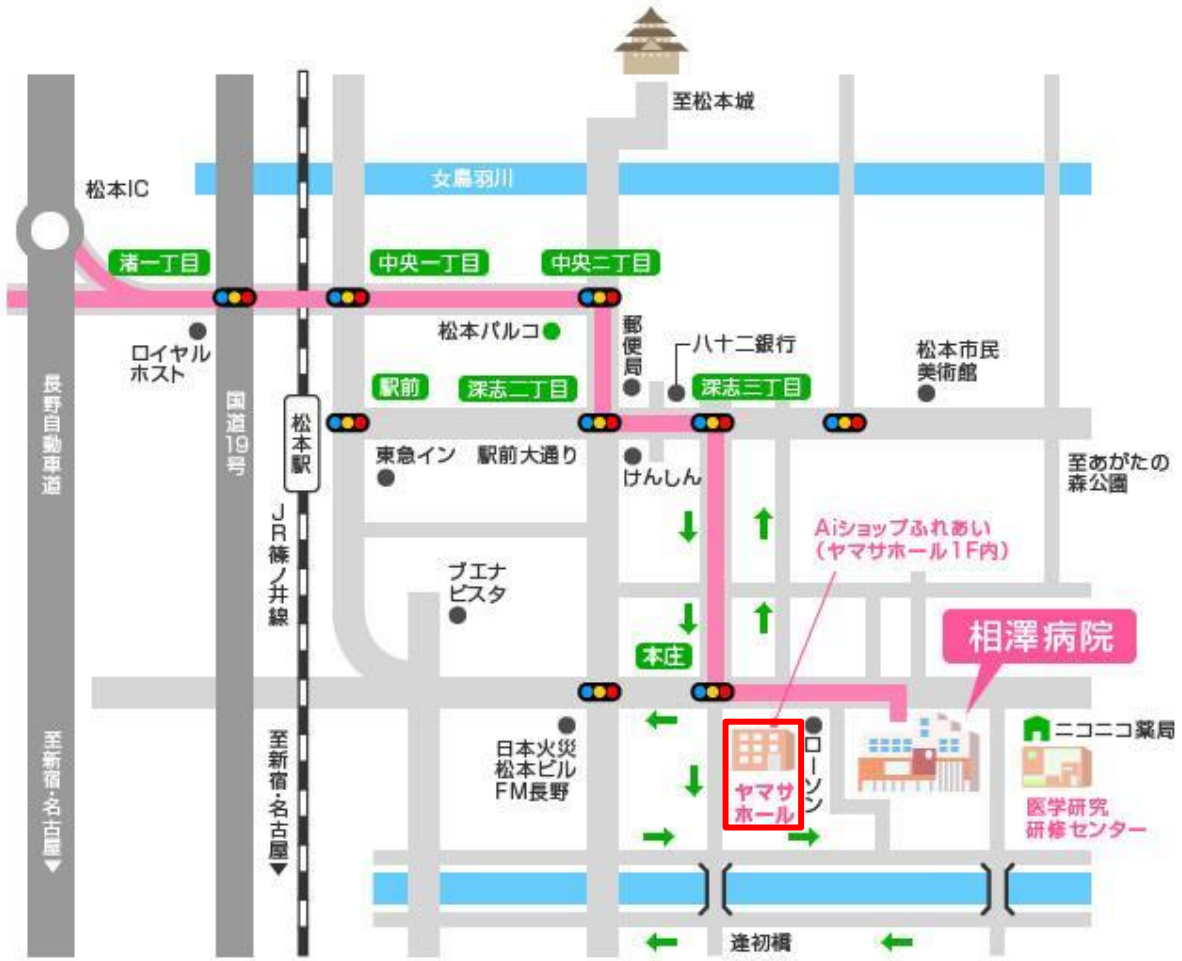 至松本城
女鳥羽川
松本IC
渚一丁目
中央一丁目
中央二丁目
松本パルコ
郵便局
八十二銀行
ロイヤル
ホスト
松本市民
美術館
駅前
深志二丁目
深志三丁目
長野自動車道
国道19号
松本駅
東急イン
駅前大通り
けんしん
至あがたの
森公園
JR篠ノ井線
Aiショップふれあい
(ヤマサホール1F内)
ブエナ
ビスタ
本庄
相澤病院
日本火災
松本ビル
FM長野
ヤマサ
ホール
ローソン
ニコニコ薬局
医学研究
研修センター
至新宿・名古屋▼
至新宿・名古屋▼
逢初橋